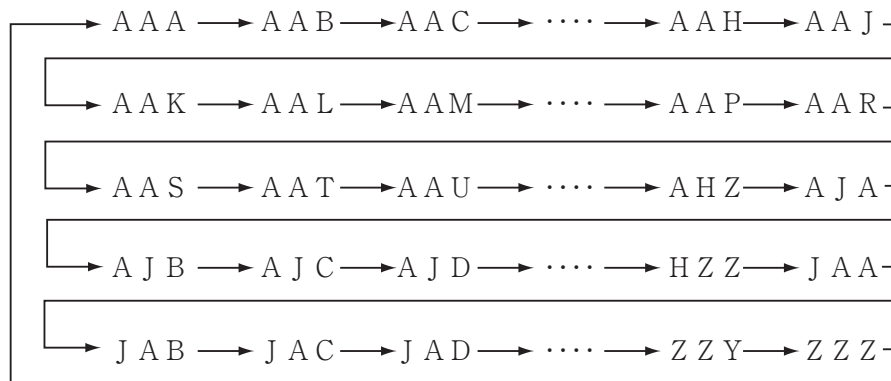 AAA AAB AAC ···· AAH AAJ
AAK AAL AAM ···· AAP AAR
AAS AAT AAU ···· AHZ AJA
AJB AJC AJD ···· HZZ JAA
JAB JAC JAD ···· ZZY ZZZ